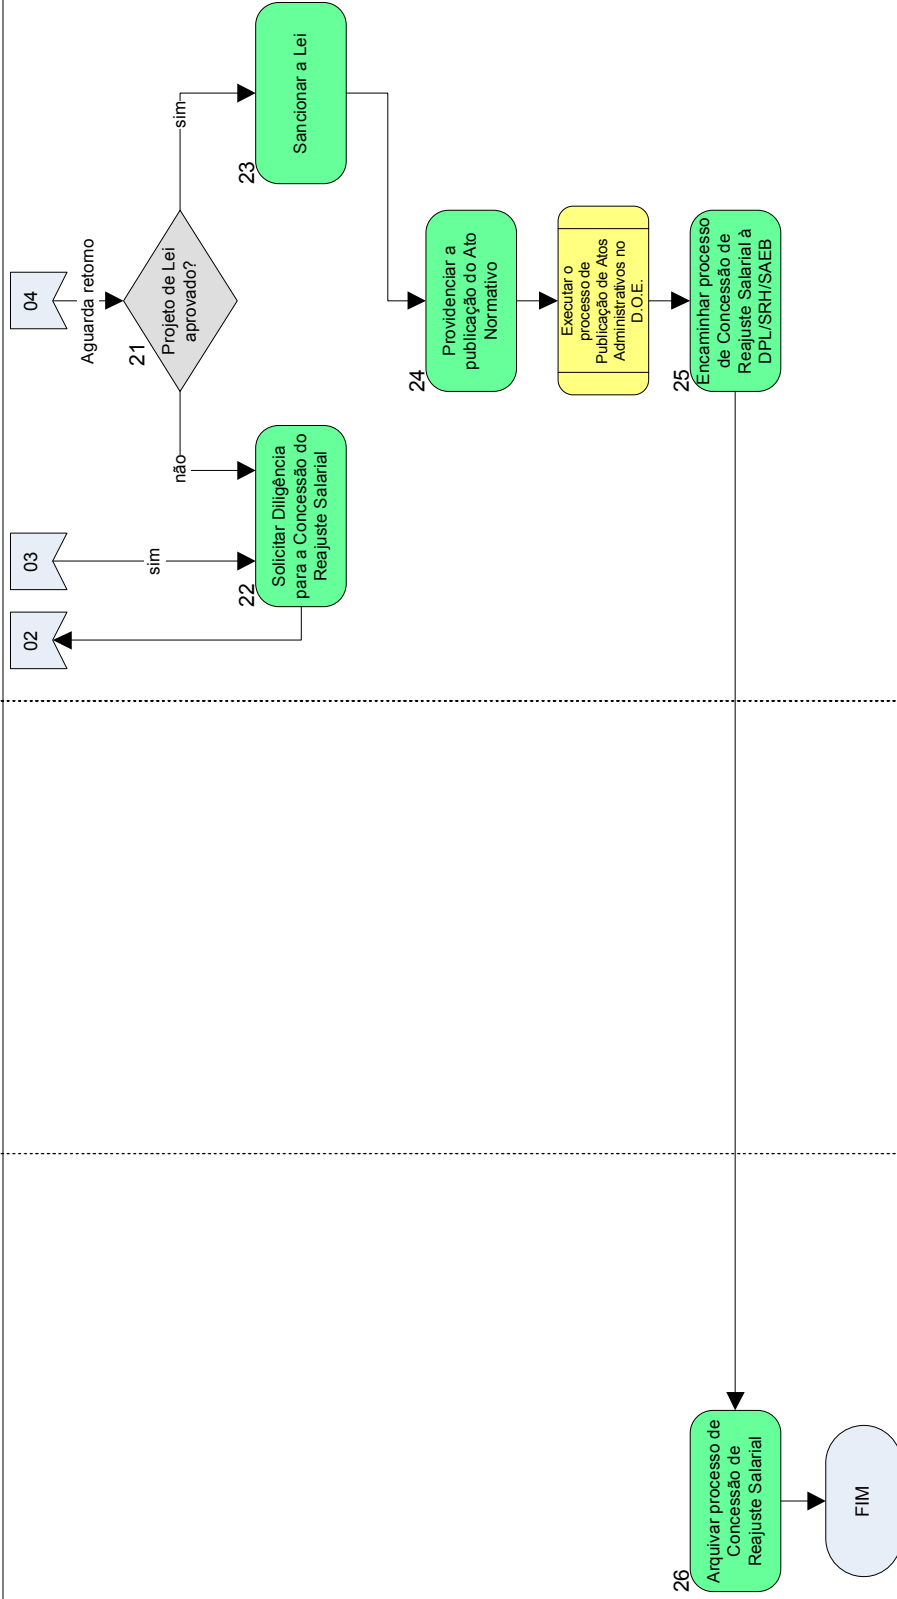 02
03
04
sim
Aguarda retorno
21
Projeto de Lei
aprovado?
não
sim
22
Solicitar Diligência
para a Concessão do
Reajuste Salarial
23
Sancionar a Lei
24
Providenciar a
publicação do Ato
Normativo
Executar o
processo de
Publicação de Atos
Administrativos no
D.O.E.
25
Encaminhar processo
de Concessão de
Reajuste Salarial à
DPL/SRH/SAEB
26
Arquivar processo de
Concessão de
Reajuste Salarial
FIM